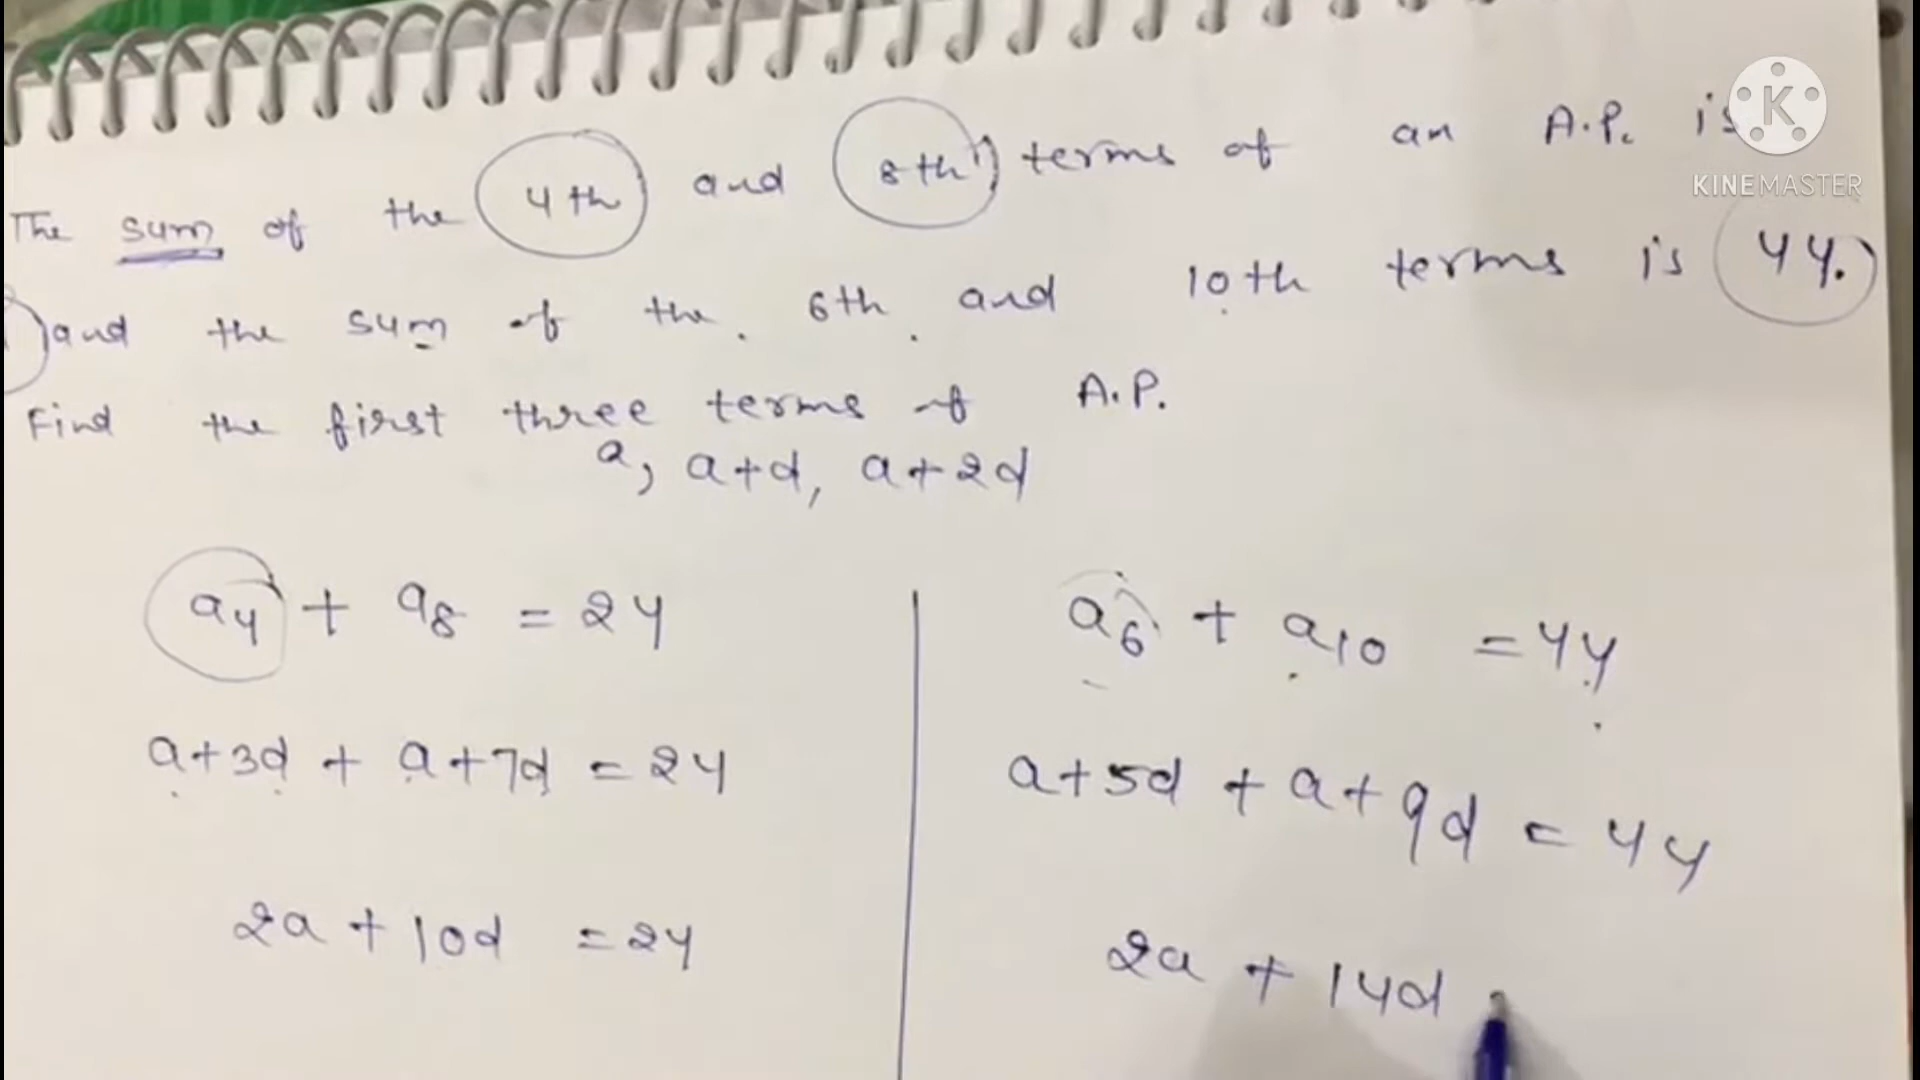 The sum of the 4th and 8th terms of an A.P. is
and the sum of the 6th and 10th terms is 44.
Find the first three terms of A.P.
a, a+d, a+2d
a4 + a8 = 24
a+3d + a+7d = 24
2a + 10d = 24
a6 + a10 = 44
a+5d + a+9d = 44
2a + 14d
KINEMASTER